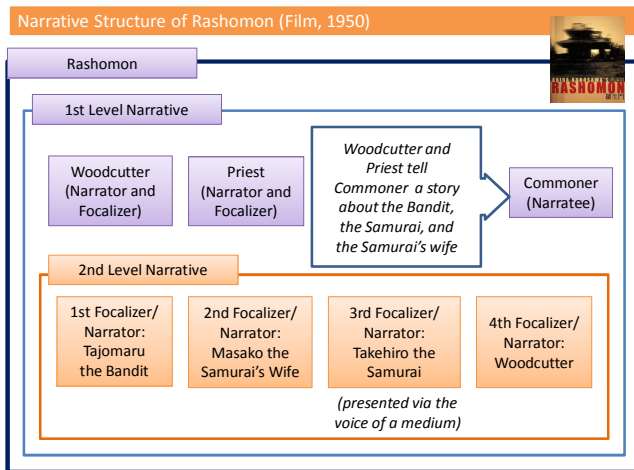 Narrative Structure of Rashomon (Film, 1950)
RASHOMON
Rashomon
1st Level Narrative
Woodcutter
(Narrator and
Focalizer)
Priest
(Narrator and
Focalizer)
Woodcutter and
Priest tell
Commoner a story
about the Bandit,
the Samurai, and
the Samurai’s wife
Commoner
(Narratee)
2nd Level Narrative
1st Focalizer/
Narrator:
Tajomaru
the Bandit
2nd Focalizer/
Narrator:
Masako the
Samurai’s Wife
3rd Focalizer/
Narrator:
Takehiro the
Samurai
4th Focalizer/
Narrator:
Woodcutter
(presented via the
voice of a medium)